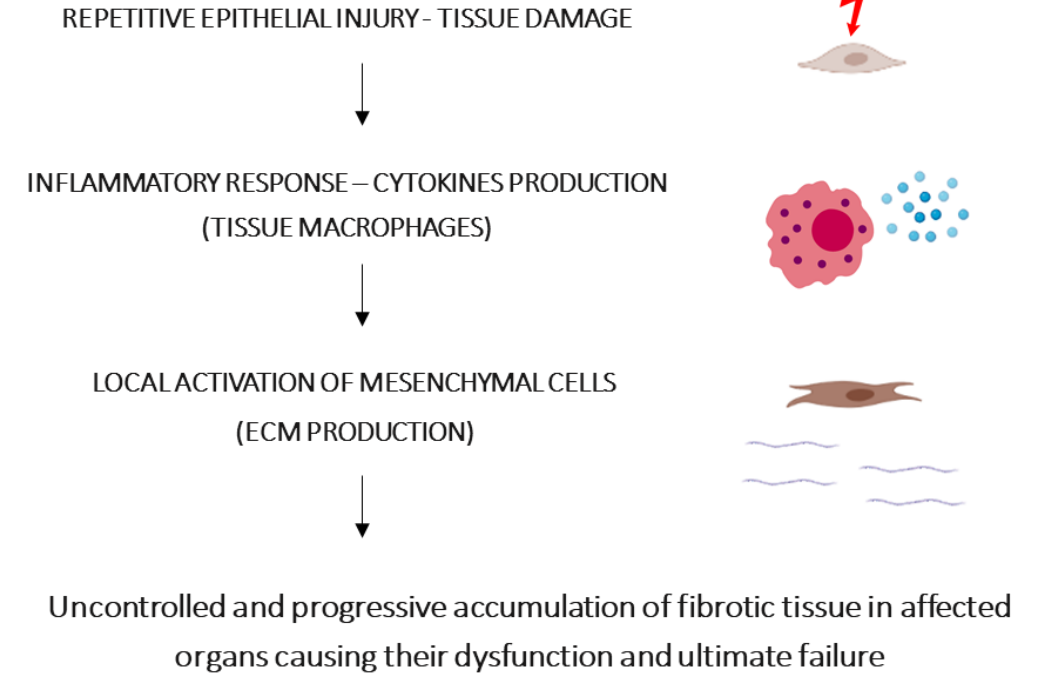 REPETITIVE EPITHELIAL INJURY - TISSUE DAMAGE
INFLAMMATORY RESPONSE – CYTOKINES PRODUCTION
(TISSUE MACROPHAGES)
LOCAL ACTIVATION OF MESENCHYMAL CELLS
(ECM PRODUCTION)
Uncontrolled and progressive accumulation of fibrotic tissue in affected
organs causing their dysfunction and ultimate failure